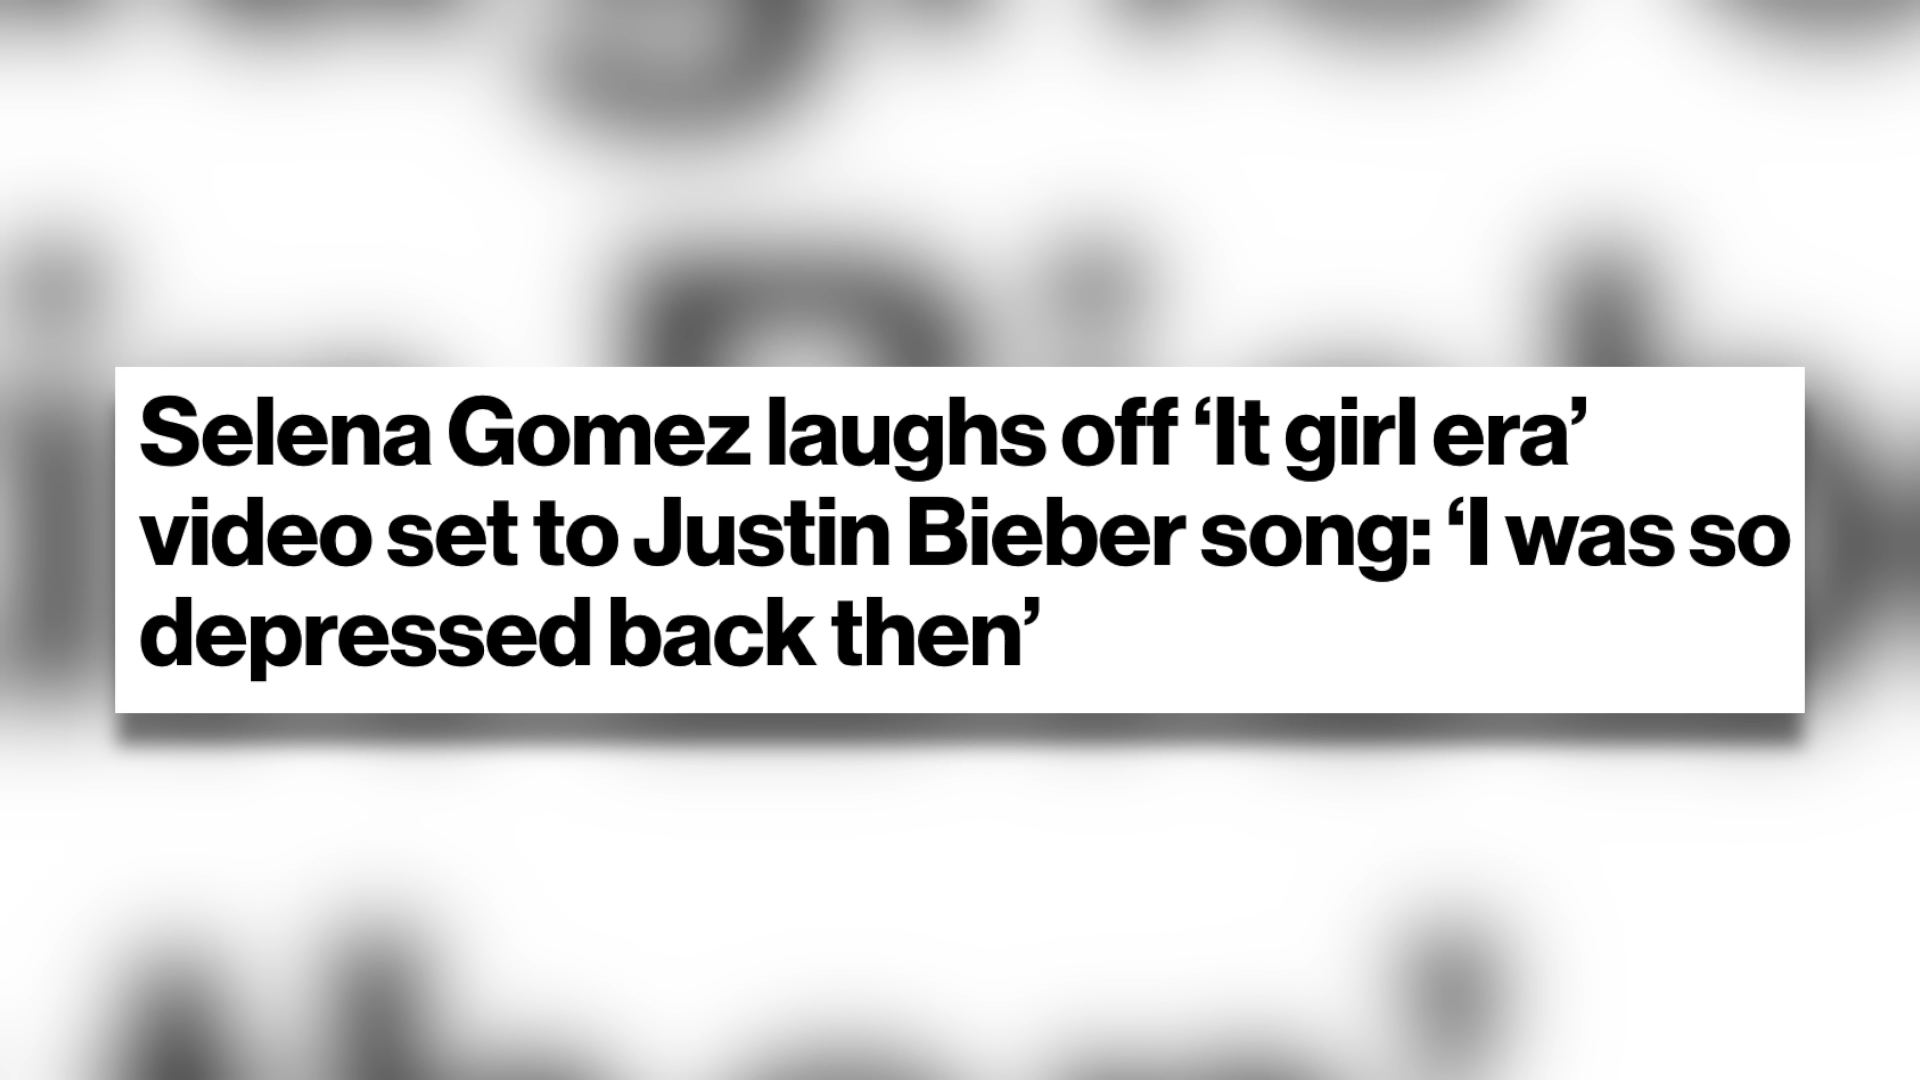 Selena Gomez laughs off ‘It girl era’
video set to Justin Bieber song: ‘I was so
depressed back then’